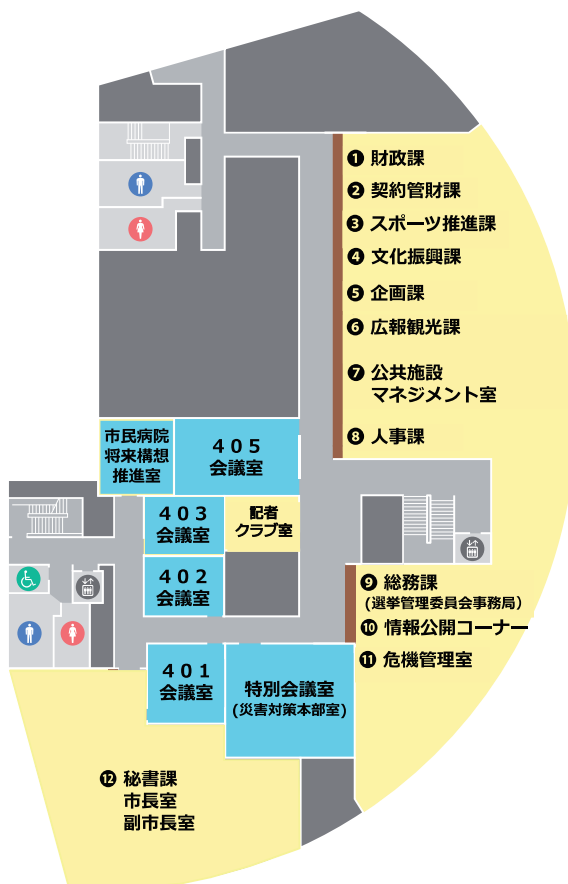 ❶ 財政課
❷ 契約管財課
❸ スポーツ推進課
❹ 文化振興課
❺ 企画課
❻ 広報観光課
❼ 公共施設
マネジメント室
❽ 人事課
市民病院
将来構想
推進室
４０５
会議室
４０３
会議室
記者
クラブ室
４０２
会議室
❾ 総務課
(選挙管理委員会事務局)
❿ 情報公開コーナー
⓫ 危機管理室
４０１
会議室
特別会議室
(災害対策本部室)
⓬ 秘書課
市長室
副市長室